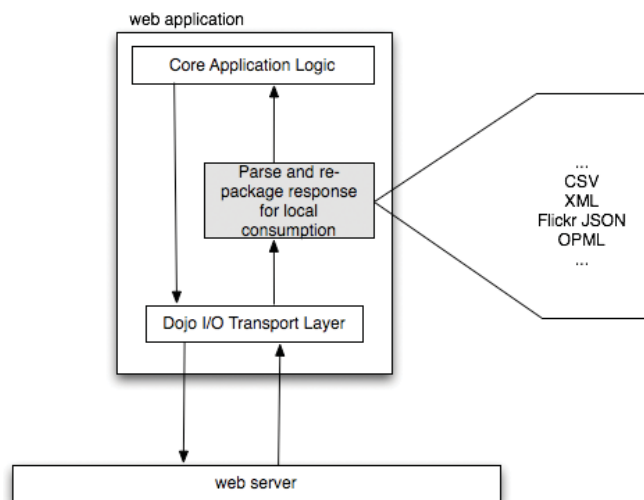 web application
Core Application Logic
Parse and re-
package response
for local
consumption
...
CSV
XML
Flickr JSON
OPML
...
Dojo I/O Transport Layer
web server